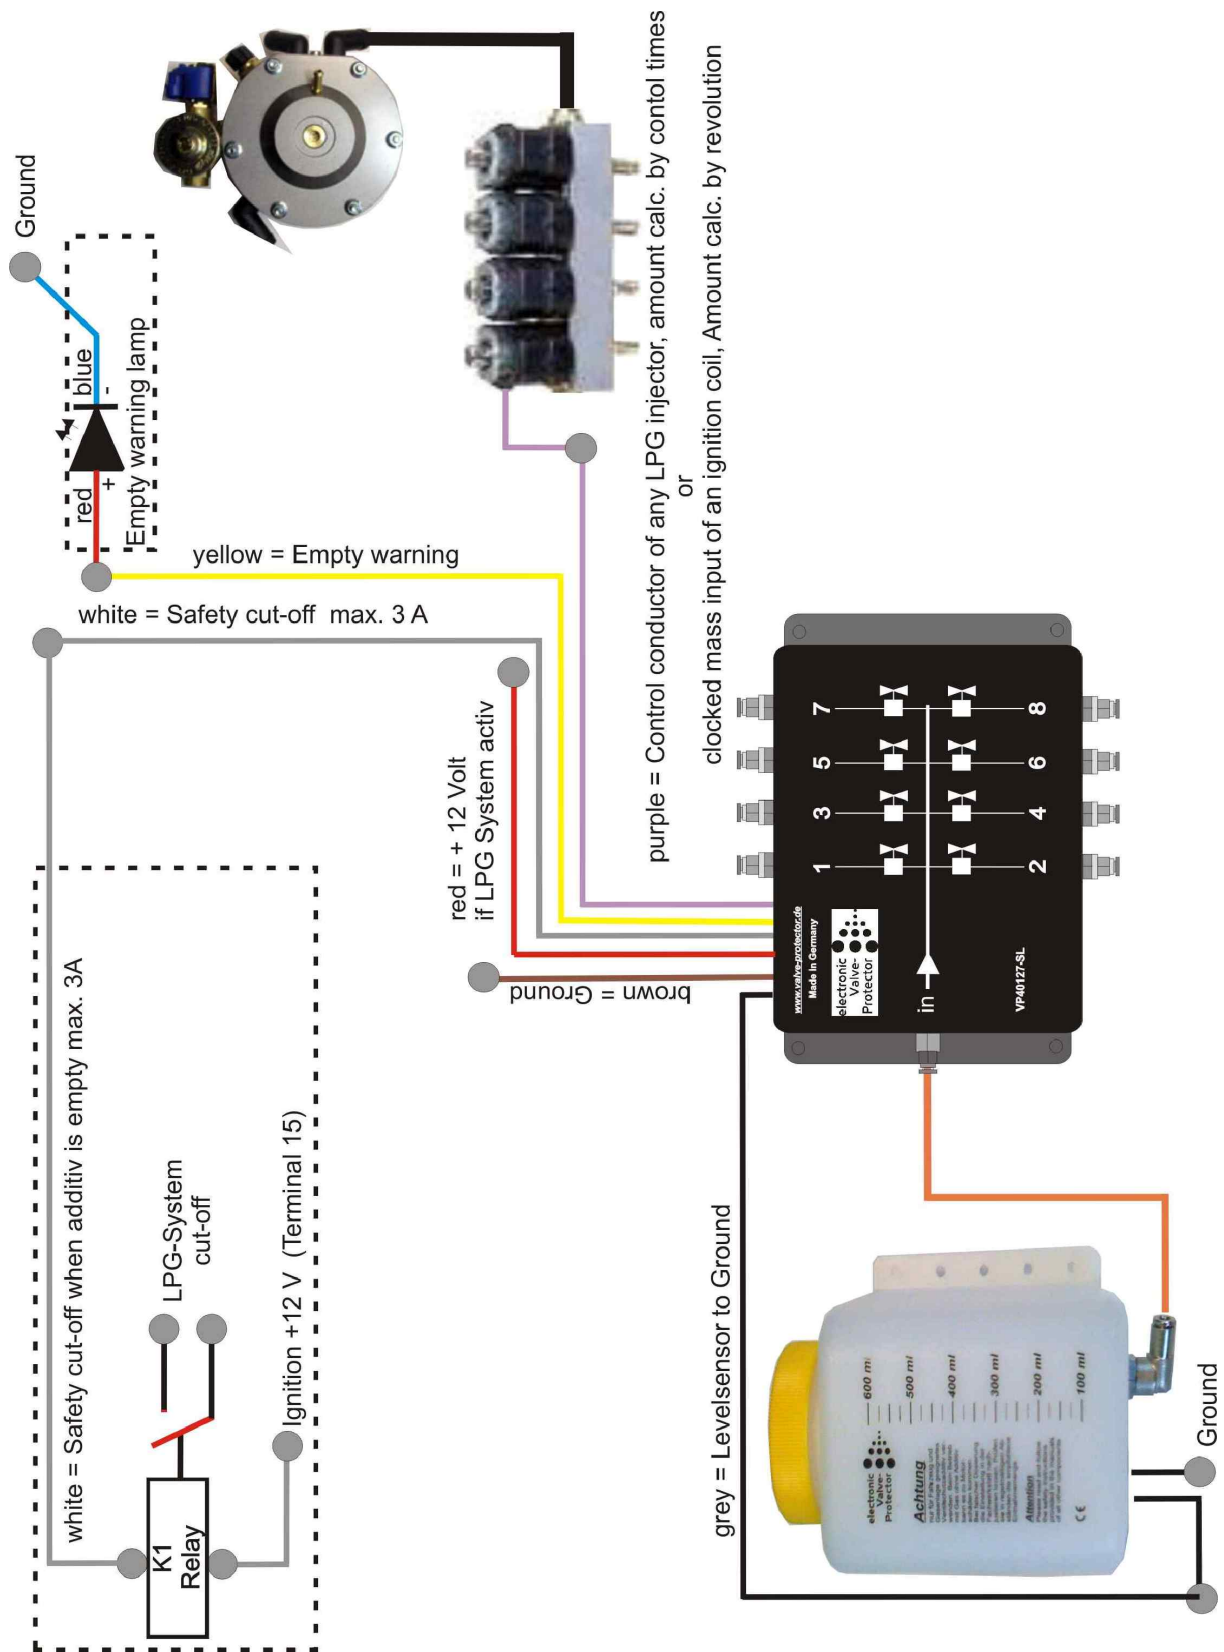 Ground
red
blue
+
-
Empty warning lamp
yellow = Empty warning
white = Safety cut-off max. 3 A
red = + 12 Volt
if LPG System activ
brown = Ground
purple = Control conductor of any LPG injector, amount calc. by contol times
or
clocked mass input of an ignition coil, Amount calc. by revolution
white = Safety cut-off when additiv is empty max. 3A
LPG-System
cut-off
Ignition +12 V (Terminal 15)
K1
Relay
www.valve-protector.de
Made in Germany
electronic
Valve-
Protector
in
VP40127-SL
1
3
5
7
2
4
6
8
grey = Levelsensor to Ground
electronic
Valve-
Protector
600 ml
500 ml
400 ml
300 ml
200 ml
100 ml
Achtung
Attention
CE
Ground
Ground